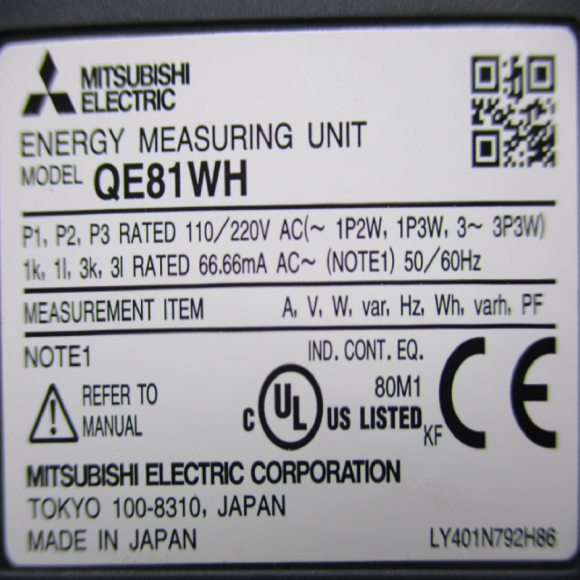 MITSUBISHI
ELECTRIC
ENERGY MEASURING UNIT
MODEL QE81WH
P1, P2, P3 RATED 110/220V AC(~ 1P2W, 1P3W, 3~ 3P3W)
1k, 1l, 3k, 3l RATED 66.66mA AC~ (NOTE1) 50/60Hz
MEASUREMENT ITEM A, V, W, var, Hz, Wh, varh, PF
NOTE1
REFER TO
MANUAL
IND. CONT. EQ.
80M1
C UL US LISTED
KF
CE
MITSUBISHI ELECTRIC CORPORATION
TOKYO 100-8310, JAPAN
MADE IN JAPAN
LY401N792H86